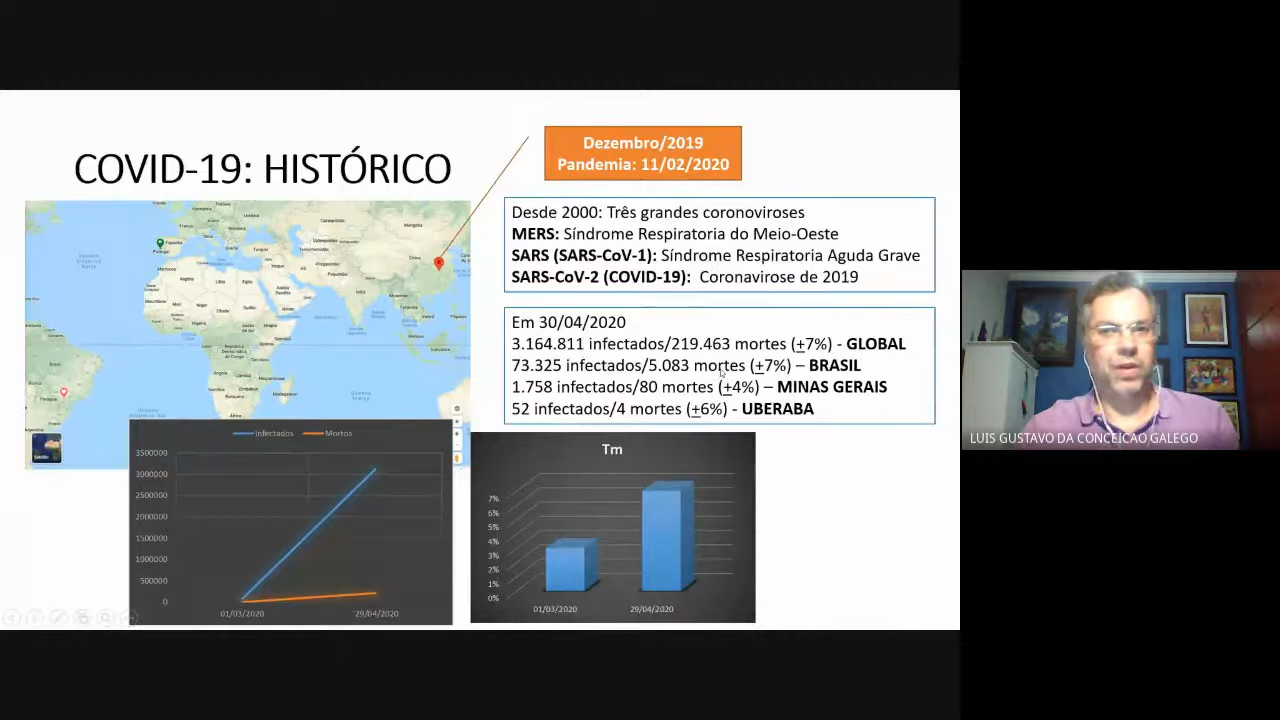 Dezembro/2019
Pandemia: 11/02/2020
COVID-19: HISTÓRICO
Desde 2000: Três grandes coronoviroses
MERS: Síndrome Respiratoria do Meio-Oeste
SARS (SARS-CoV-1): Síndrome Respiratoria Aguda Grave
SARS-CoV-2 (COVID-19): Coronavirose de 2019
Em 30/04/2020
3.164.811 infectados/219.463 mortes (+7%) - GLOBAL
73.325 infectados/5.083 mortes (+7%) – BRASIL
1.758 infectados/80 mortes (+4%) – MINAS GERAIS
52 infectados/4 mortes (+6%) - UBERABA
Infectados Mortos
3500000
3000000
2500000
2000000
1500000
1000000
500000
0
01/03/2020 29/04/2020
Tm
7%
6%
5%
4%
3%
2%
1%
0%
01/03/2020 29/04/2020
LUIS GUSTAVO DA CONCEICAO GALEGO